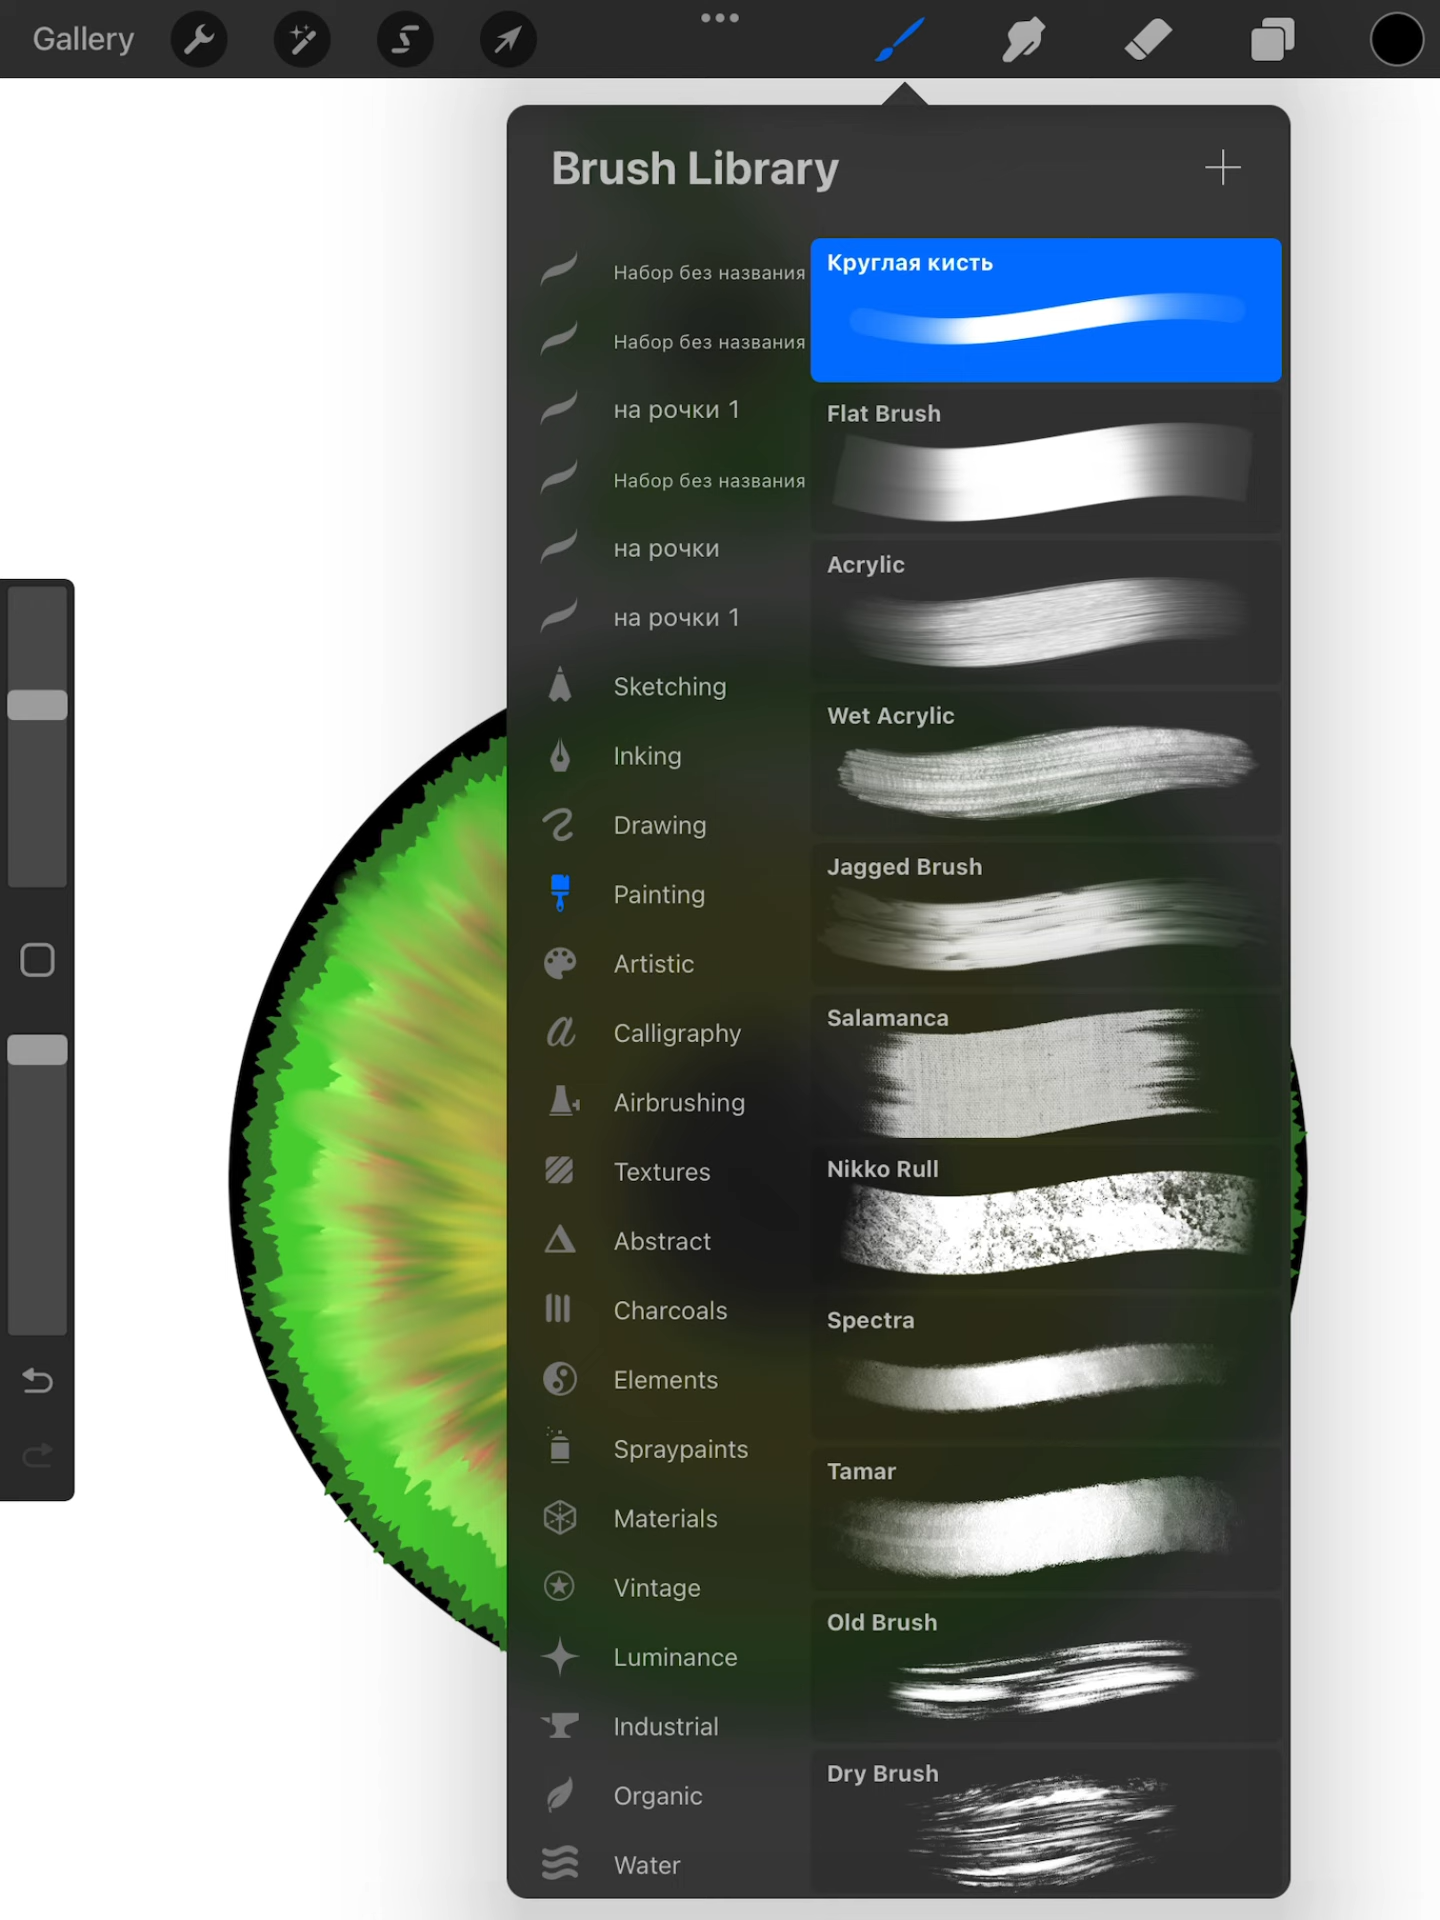 Gallery
Brush Library
Набор без названия
Набор без названия
на рочки 1
Набор без названия
на рочки
на рочки 1
Sketching
Inking
Drawing
Painting
Artistic
Calligraphy
Airbrushing
Textures
Abstract
Charcoals
Elements
Spraypaints
Materials
Vintage
Luminance
Industrial
Organic
Water
Круглая кисть
Flat Brush
Acrylic
Wet Acrylic
Jagged Brush
Salamanca
Nikko Rull
Spectra
Tamar
Old Brush
Dry Brush